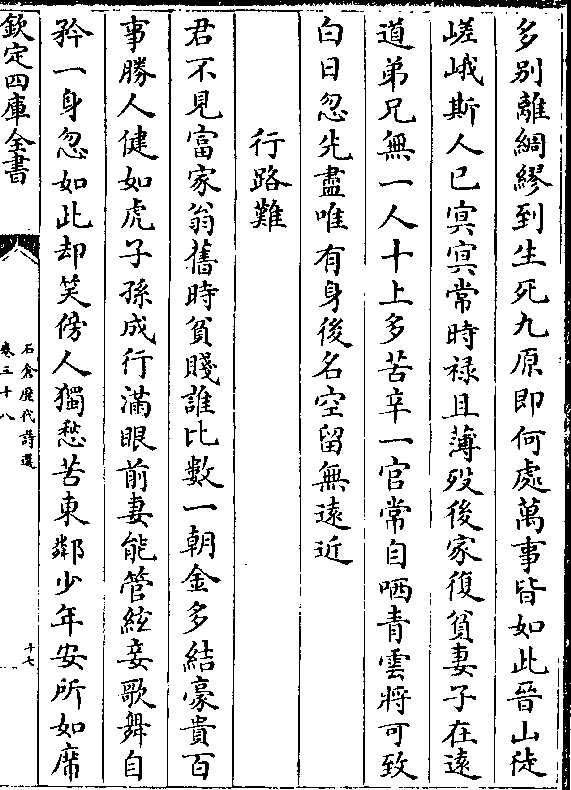 多别離綢繆到生死九原即何處萬事皆如此晉山徒
嵯峨斯人已冥冥常時禄且薄殁後家復貧妻子在遠
道弟兄無一人十上多苦辛一官常自哂青雲將可致
白日忽先盡唯有身後名空留無遠近
行路難
君不見富家翁舊時貧賤誰比數一朝金多結豪貴百
事勝人健如虎子孫成行滿眼前妻能管絃妾歌舞自
矜一身忽如此却笑傍人獨愁苦東鄰少年安所如席
欽定四庫全書
石倉歷代詩選
卷三十八
十七